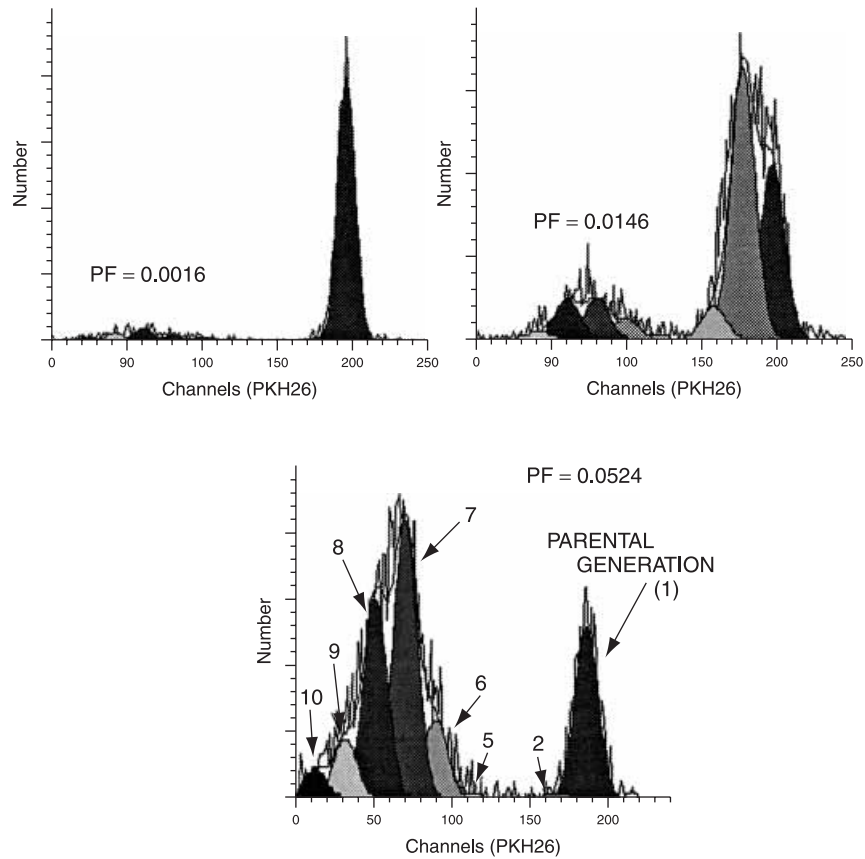 Number
PF = 0.0016
0 90 100 150 200 250
Channels (PKH26)
Number
PF = 0.0146
0 90 100 150 200 250
Channels (PKH26)
PF = 0.0524
7
8
PARENTAL
GENERATION
(1)
9
10
6
5
2
Number
0 50 100 150 200
Channels (PKH26)